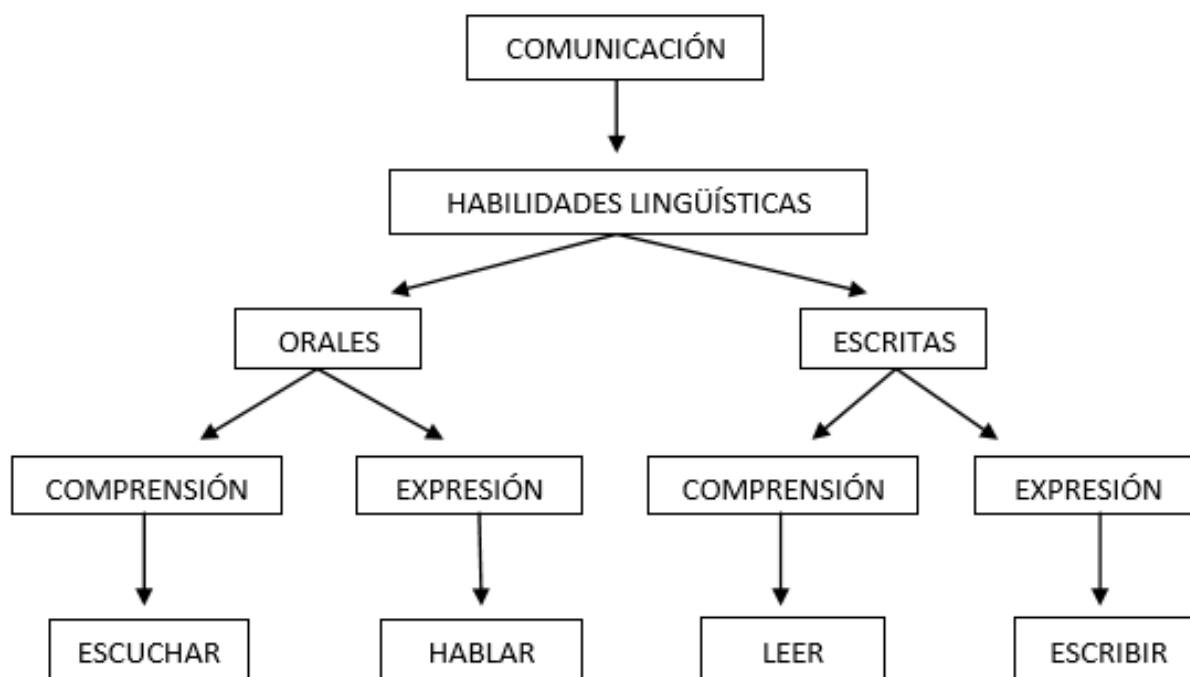 COMUNICACIÓN
HABILIDADES LINGÜÍSTICAS
ORALES
ESCRITAS
COMPRENSIÓN
EXPRESIÓN
COMPRENSIÓN
EXPRESIÓN
ESCUCHAR
HABLAR
LEER
ESCRIBIR